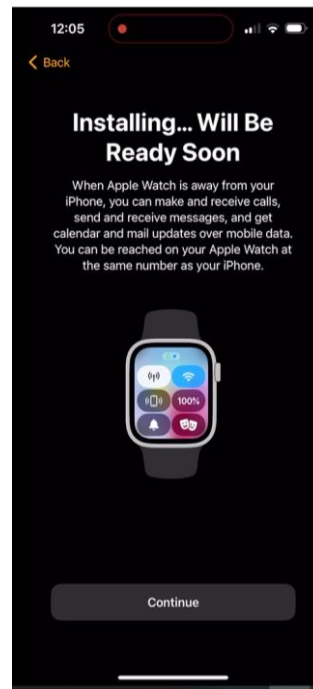 12:05
Back
Installing... Will Be
Ready Soon
When Apple Watch is away from your
iPhone, you can make and receive calls,
send and receive messages, and get
calendar and mail updates over mobile data.
You can be reached on your Apple Watch at
the same number as your iPhone.
100%
Continue